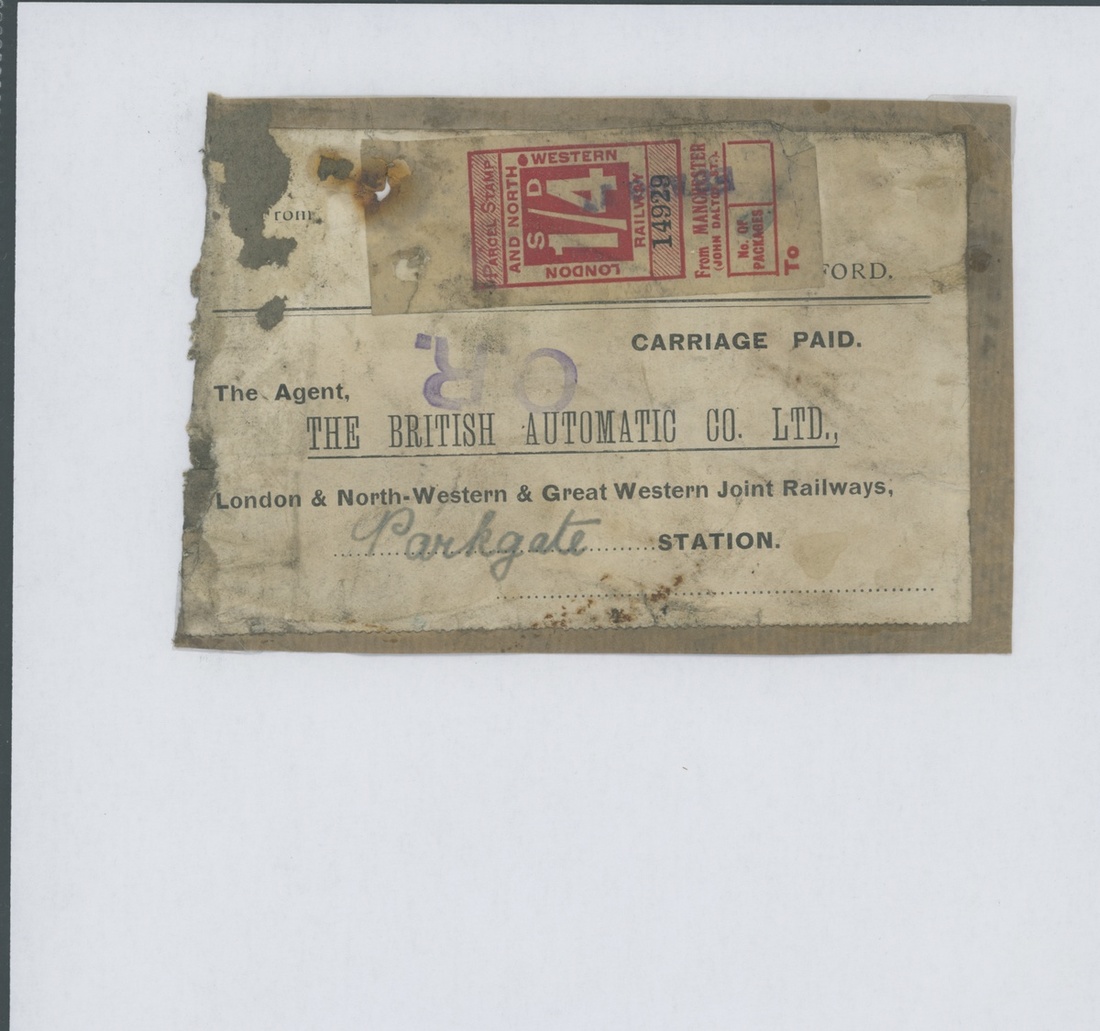 rom
FORD.
PARCEL STAMP
LONDON AND NORTH WESTERN RAILWAY
S / D
1/4
14929
From MANCHESTER
(JOHN DALTON ST.)
No. OF
PACKAGES
To
CARRIAGE PAID.
O.R.
The Agent,
THE BRITISH AUTOMATIC CO. LTD.,
London & North-Western & Great Western Joint Railways,
Parkgate STATION.